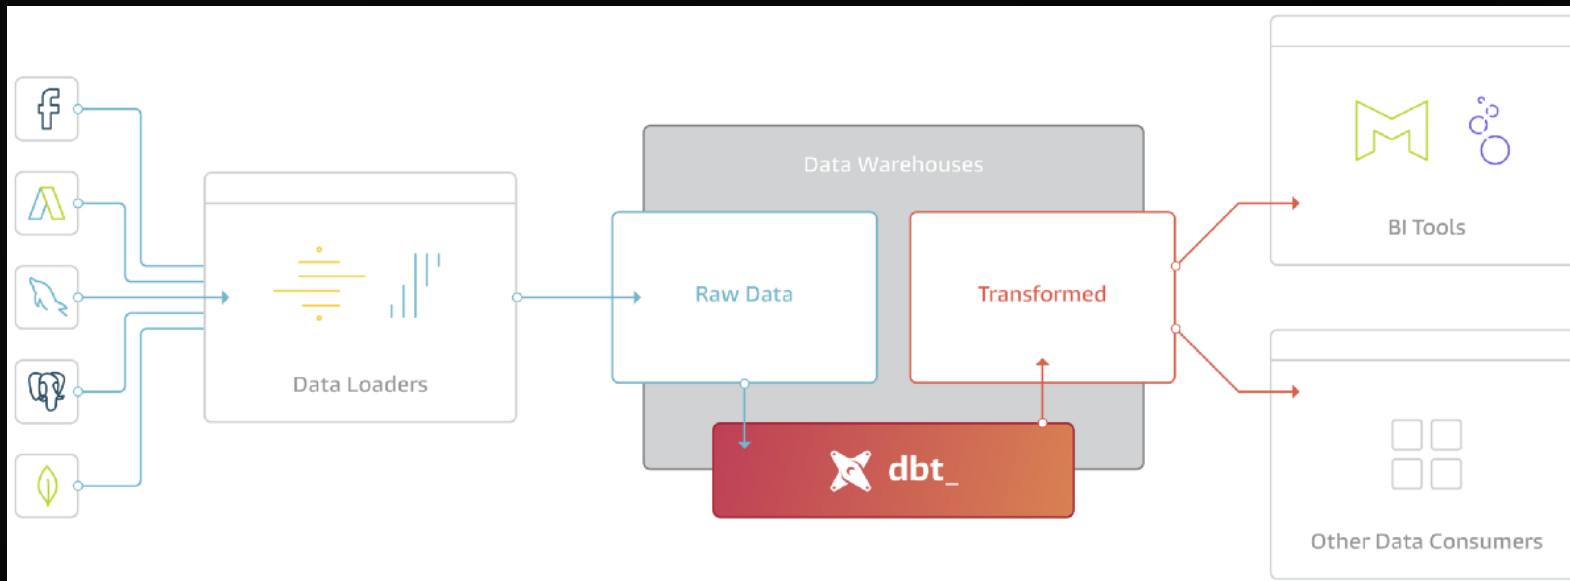 Data Loaders
Data Warehouses
Raw Data
Transformed
dbt_
BI Tools
Other Data Consumers